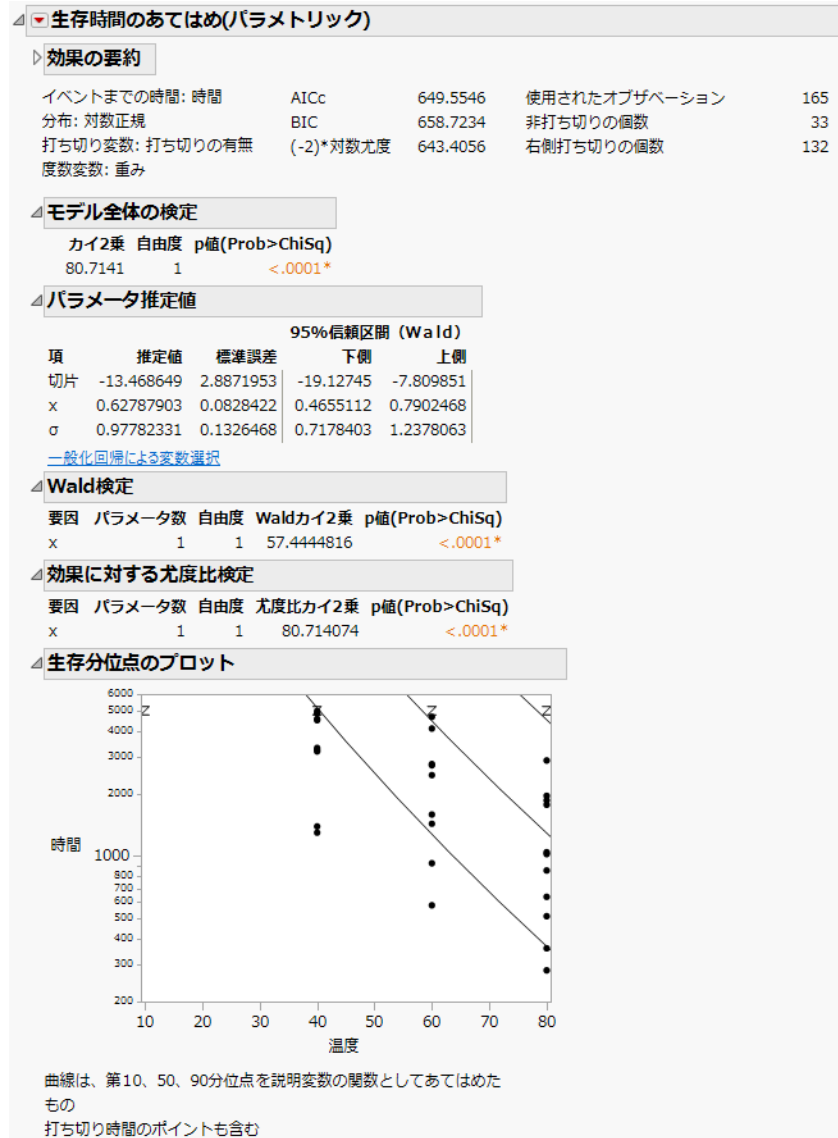 生存時間のあてはめ(パラメトリック)
効果の要約
イベントまでの時間: 時間 AICc 649.5546 使用されたオブザベーション 165
分布: 対数正規 BIC 658.7234 非打ち切りの個数 33
打ち切り変数: 打ち切りの有無 (-2)*対数尤度 643.4056 右側打ち切りの個数 132
度数変数: 重み
モデル全体の検定
カイ2乗 自由度 p値(Prob>ChiSq)
80.7141 1 <.0001*
パラメータ推定値
95%信頼区間 (Wald)
項 推定値 標準誤差 下側 上側
切片 -13.468649 2.8871953 -19.12745 -7.809851
x 0.62787903 0.0828422 0.4655112 0.7902468
σ 0.97782331 0.1326468 0.7178403 1.2378063
一般化回帰による変数選択
Wald検定
要因 パラメータ数 自由度 Waldカイ2乗 p値(Prob>ChiSq)
x 1 1 57.4444816 <.0001*
効果に対する尤度比検定
要因 パラメータ数 自由度 尤度比カイ2乗 p値(Prob>ChiSq)
x 1 1 80.714074 <.0001*
生存分位点のプロット
6000
5000 Z Z Z Z
4000
3000
2000
時間
1000
800
700
600
500
400
300
200
10 20 30 40 50 60 70 80
温度
曲線は、第10、50、90分位点を説明変数の関数としてあてはめた
もの
打ち切り時間のポイントも含む